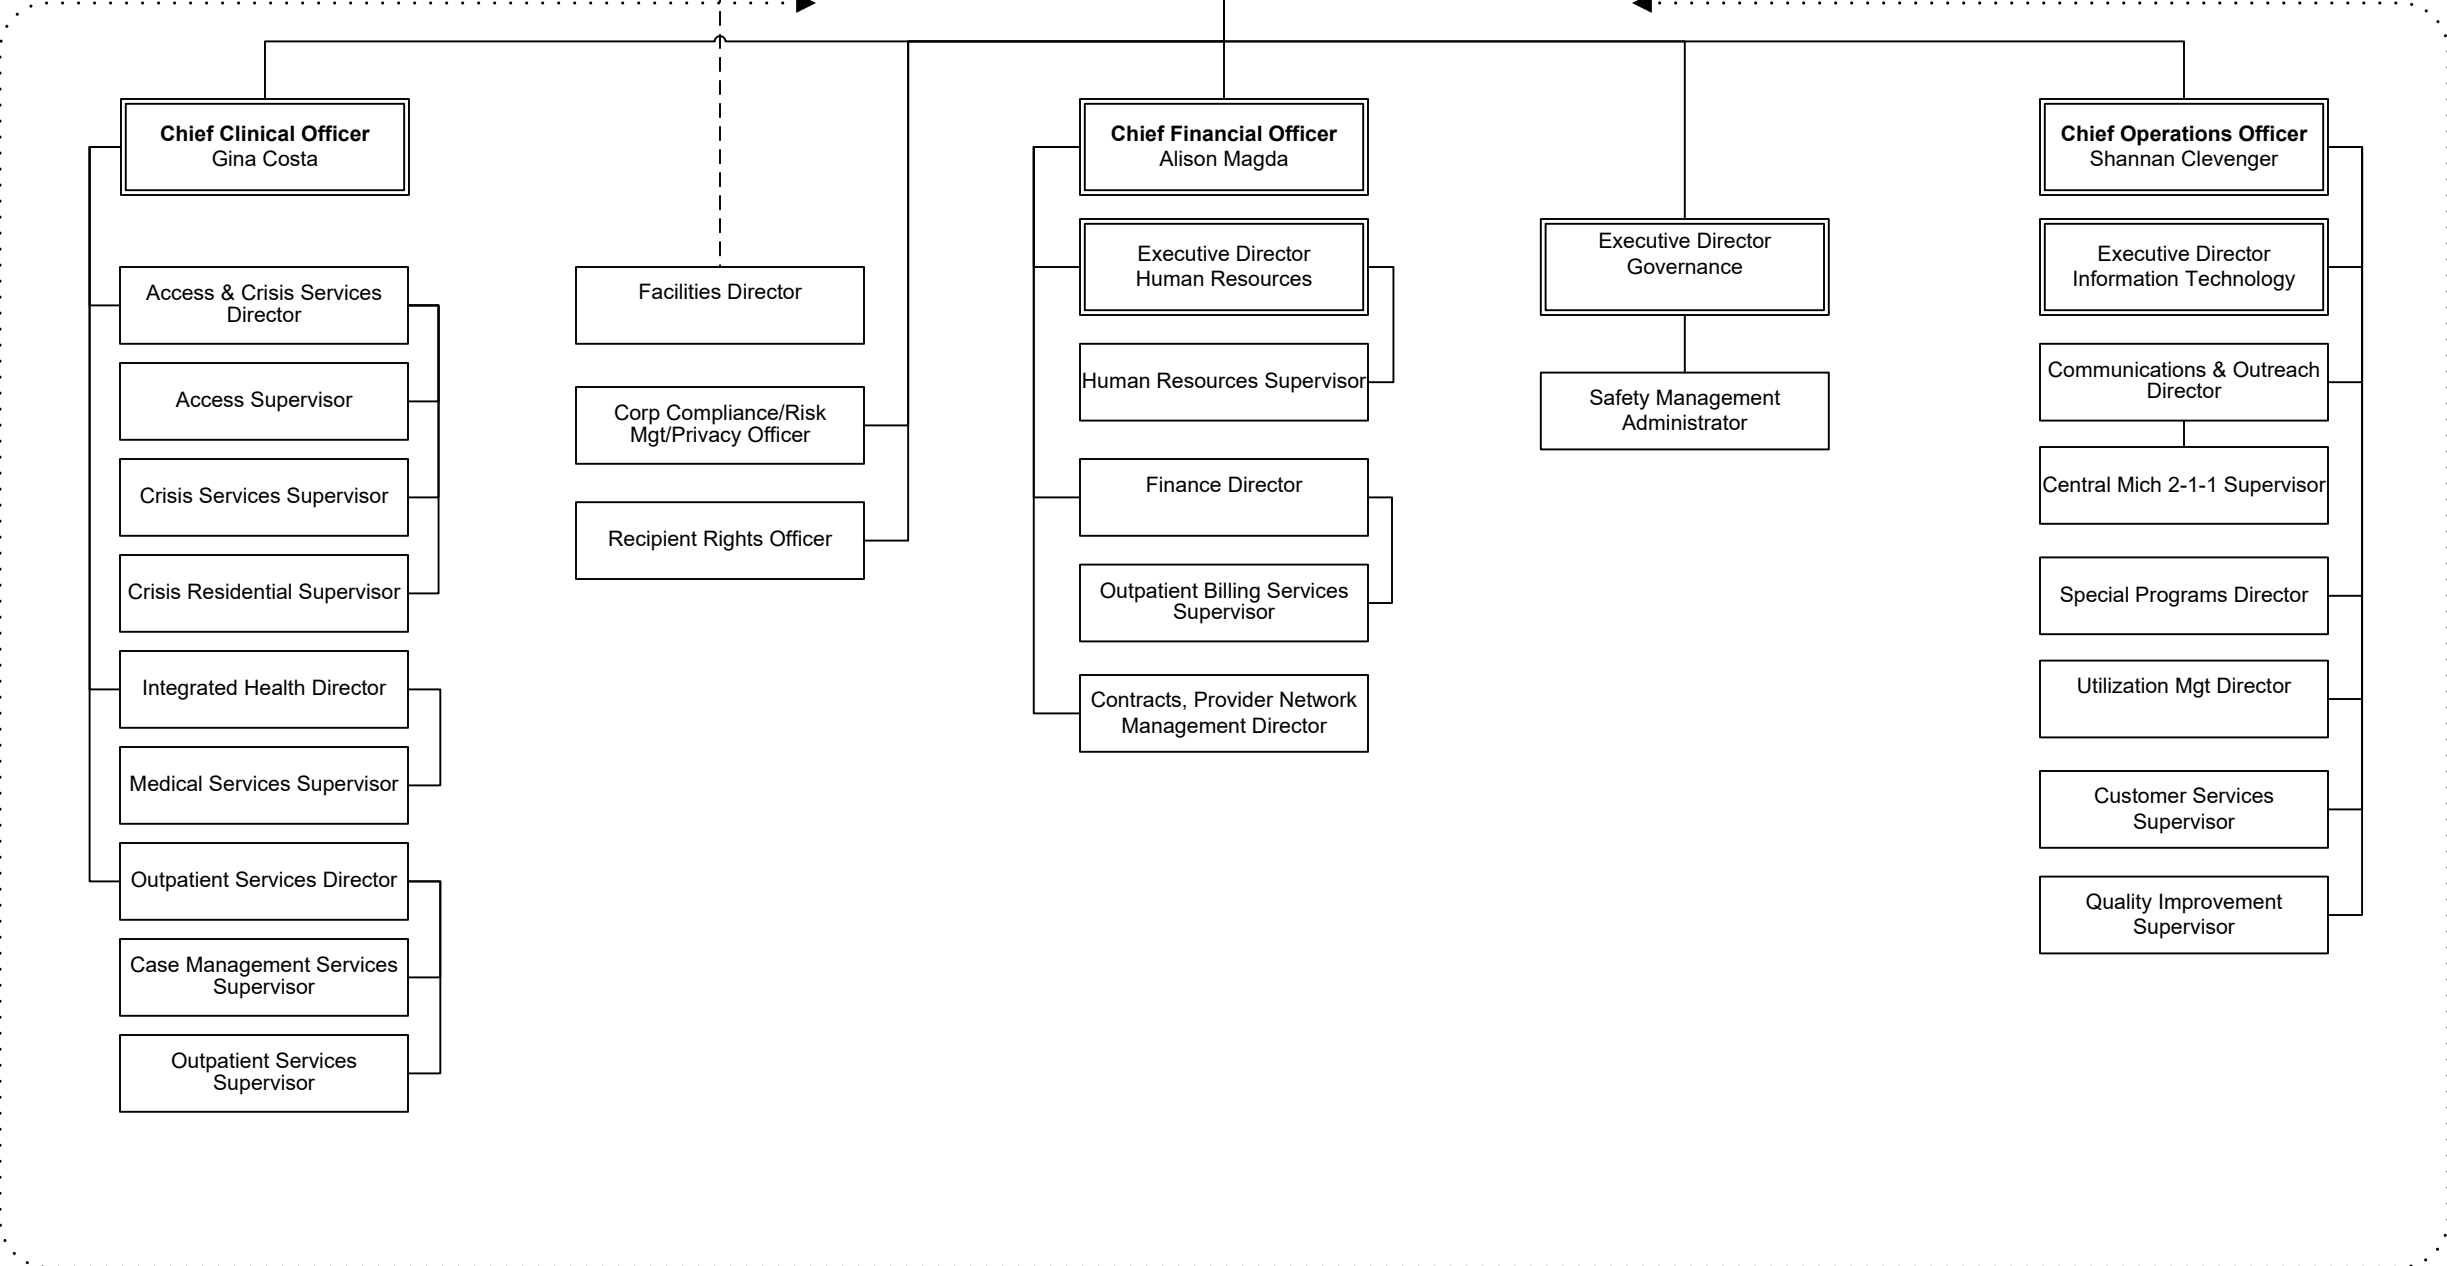 Chief Clinical Officer
Gina Costa
Access & Crisis Services
Director
Access Supervisor
Crisis Services Supervisor
Crisis Residential Supervisor
Integrated Health Director
Medical Services Supervisor
Outpatient Services Director
Case Management Services
Supervisor
Outpatient Services
Supervisor
Facilities Director
Corp Compliance/Risk
Mgt/Privacy Officer
Recipient Rights Officer
Chief Financial Officer
Alison Magda
Executive Director
Human Resources
Human Resources Supervisor
Finance Director
Outpatient Billing Services
Supervisor
Contracts, Provider Network
Management Director
Executive Director
Governance
Safety Management
Administrator
Chief Operations Officer
Shannan Clevenger
Executive Director
Information Technology
Communications & Outreach
Director
Central Mich 2-1-1 Supervisor
Special Programs Director
Utilization Mgt Director
Customer Services
Supervisor
Quality Improvement
Supervisor